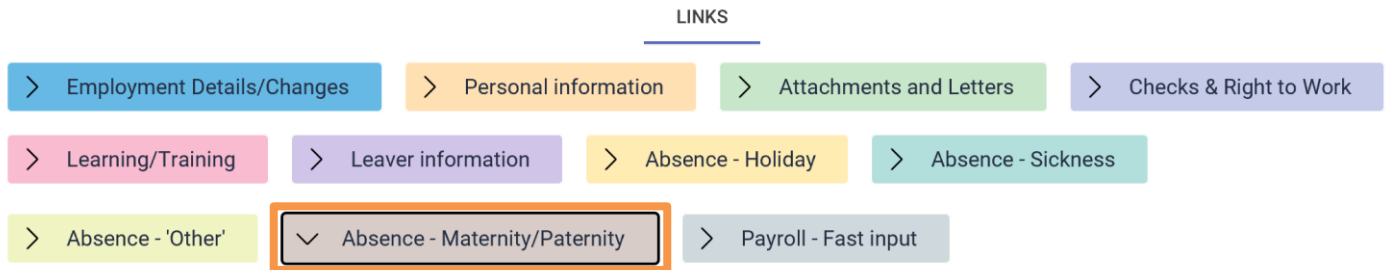 LINKS
Employment Details/Changes Personal information Attachments and Letters Checks & Right to Work
Learning/Training Leaver information Absence - Holiday Absence - Sickness
Absence - 'Other' Absence - Maternity/Paternity Payroll - Fast input